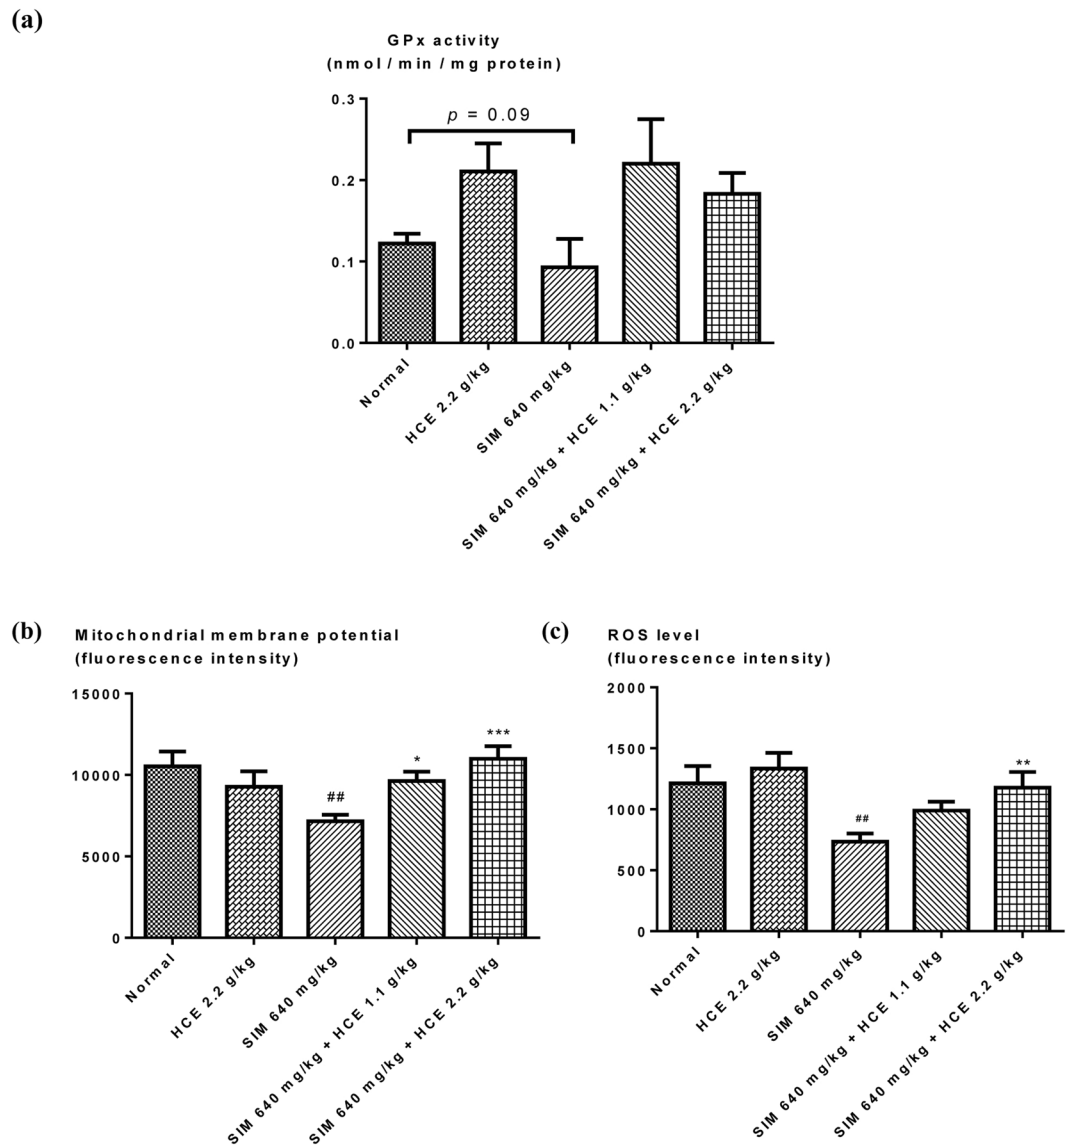 (a)
GPx activity
(nmol / min / mg protein)
0.3
0.2
0.1
0.0
p = 0.09
Normal
HCE 2.2 g/kg
SIM 640 mg/kg
SIM 640 mg/kg + HCE 1.1 g/kg
SIM 640 mg/kg + HCE 2.2 g/kg
(b)
Mitochondrial membrane potential
(fluorescence intensity)
15000
10000
5000
0
##
*
***
Normal
HCE 2.2 g/kg
SIM 640 mg/kg
SIM 640 mg/kg + HCE 1.1 g/kg
SIM 640 mg/kg + HCE 2.2 g/kg
(c)
ROS level
(fluorescence intensity)
2000
1500
1000
500
0
##
**
Normal
HCE 2.2 g/kg
SIM 640 mg/kg
SIM 640 mg/kg + HCE 1.1 g/kg
SIM 640 mg/kg + HCE 2.2 g/kg